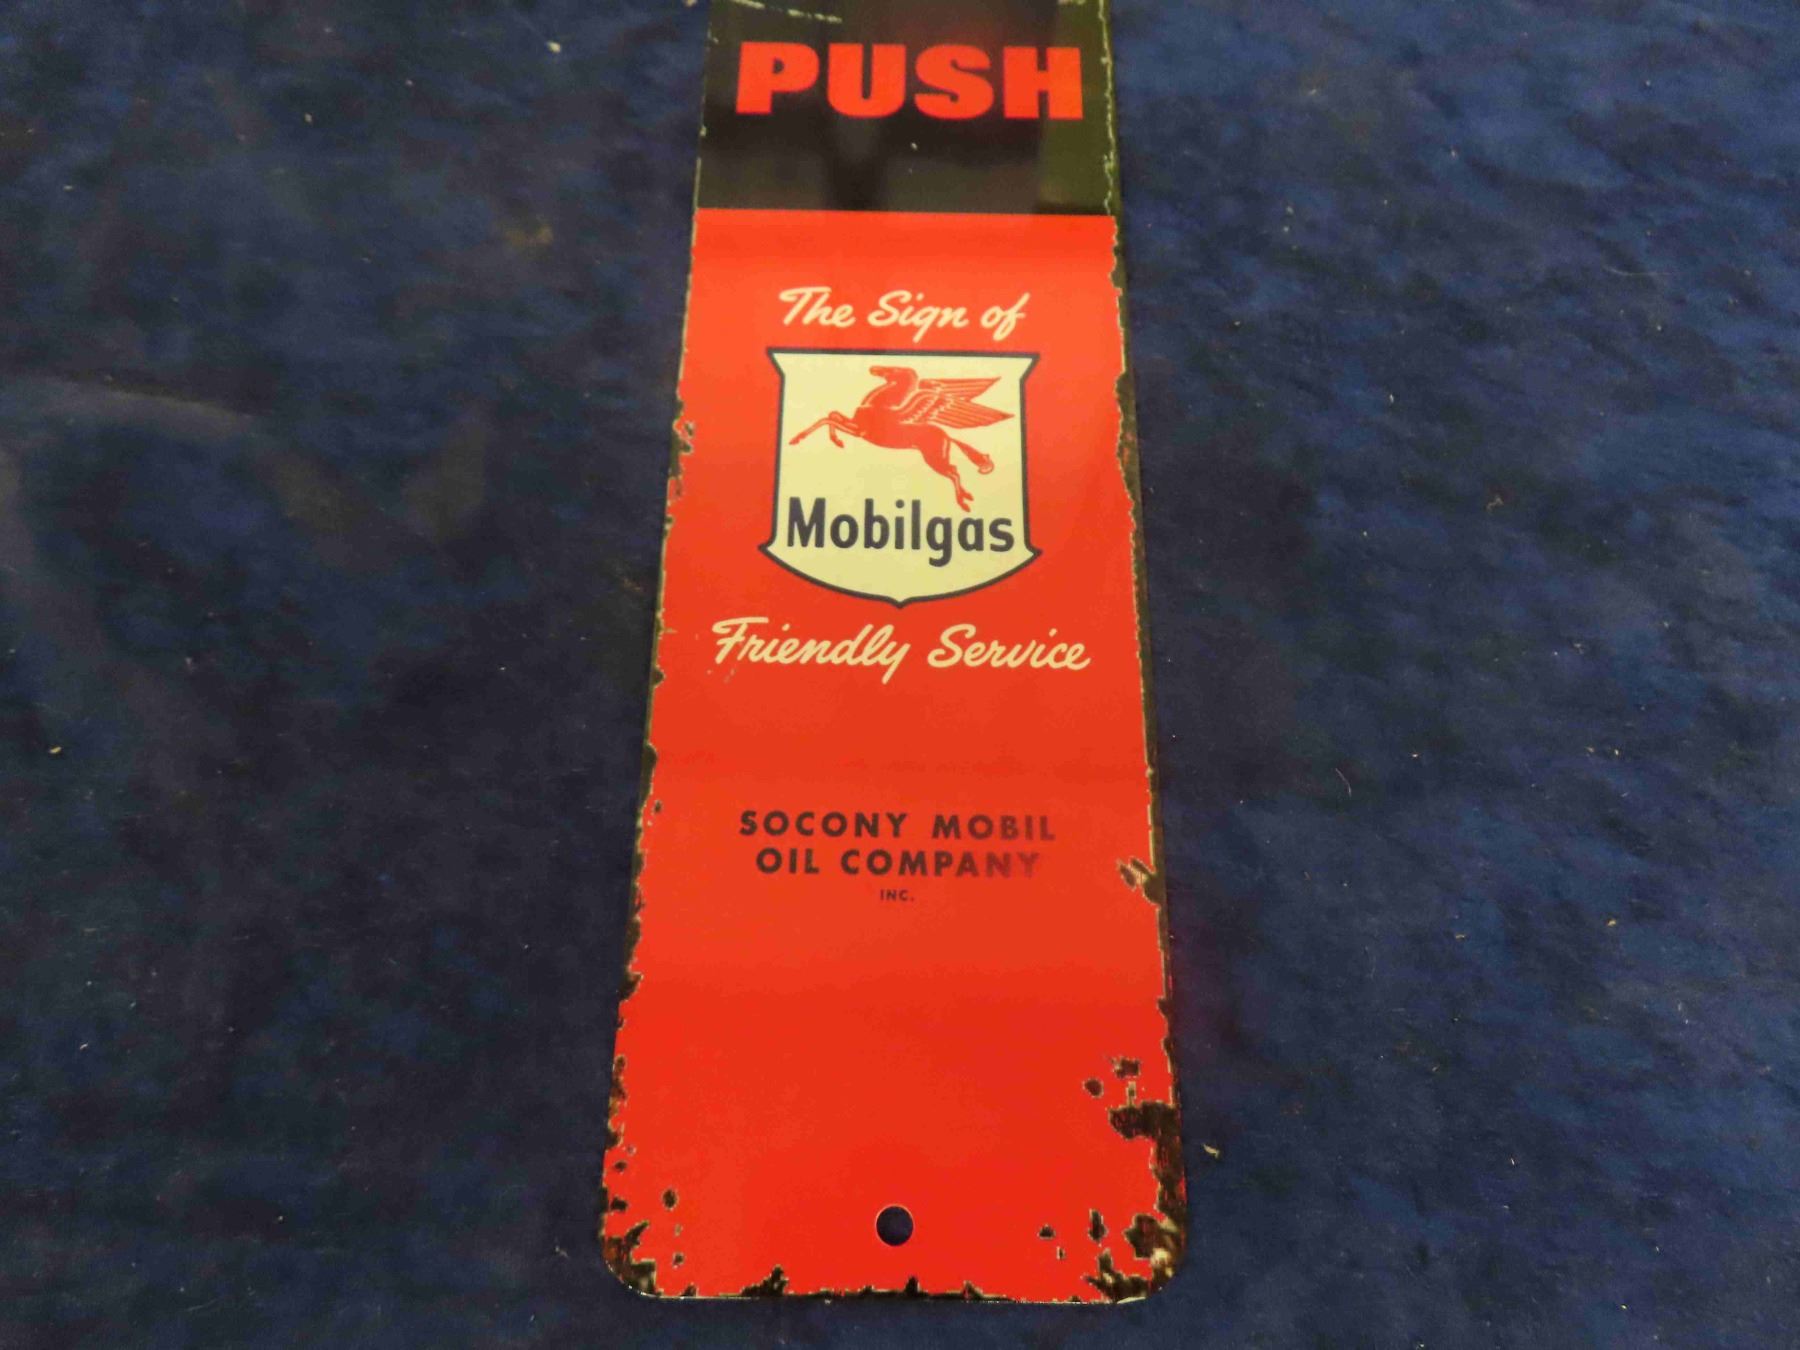 PUSH
The Sign of
Mobilgas
Friendly Service
SOCONY MOBIL
OIL COMPANY
INC.